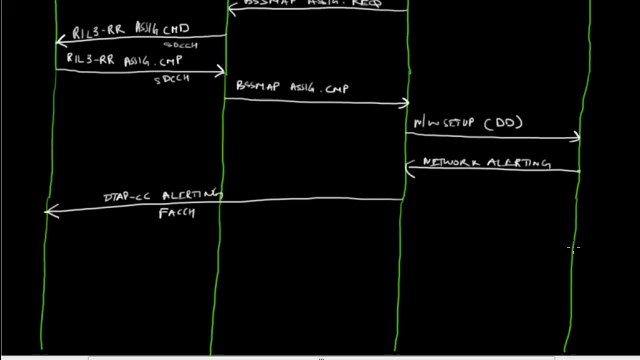 BSSMAP ASSIG. REQ
RIL3-RR ASSIG CMD
SDCCH
RIL3-RR ASSIG.CMP
SDCCH
BSSMAP ASSIG.CMP
N/W SETUP (DD)
NETWORK ALERTING
DTAP-CC ALERTING
FACCH